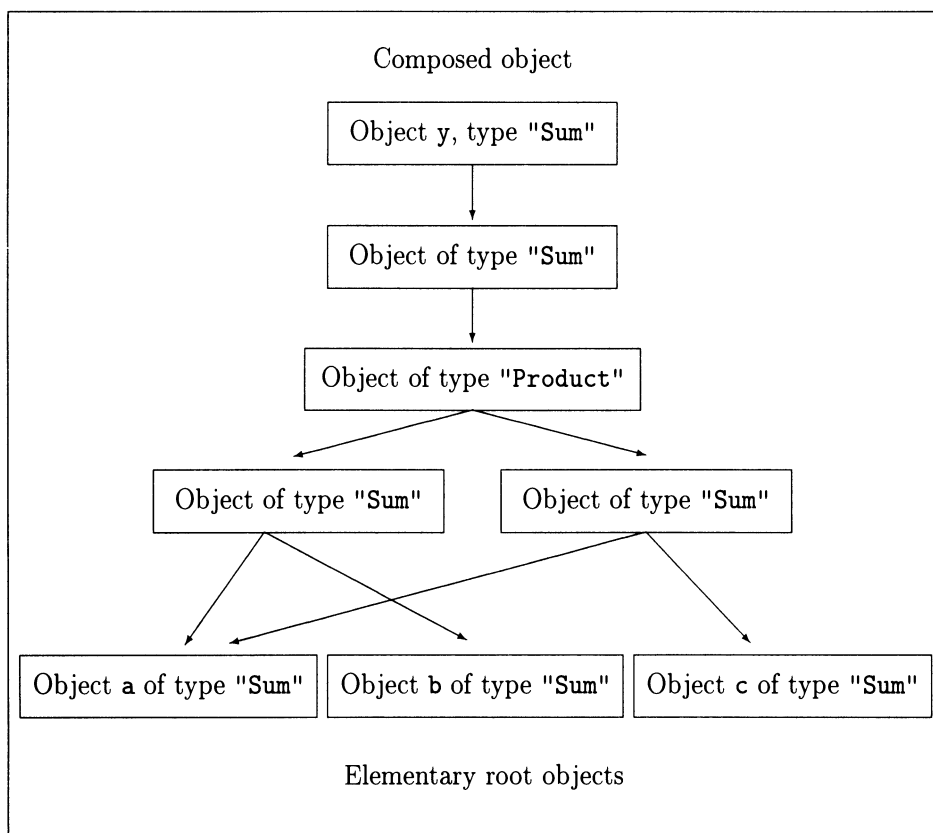 Composed object
Object y, type "Sum"
Object of type "Sum"
Object of type "Product"
Object of type "Sum"
Object of type "Sum"
Object a of type "Sum"
Object b of type "Sum"
Object c of type "Sum"
Elementary root objects